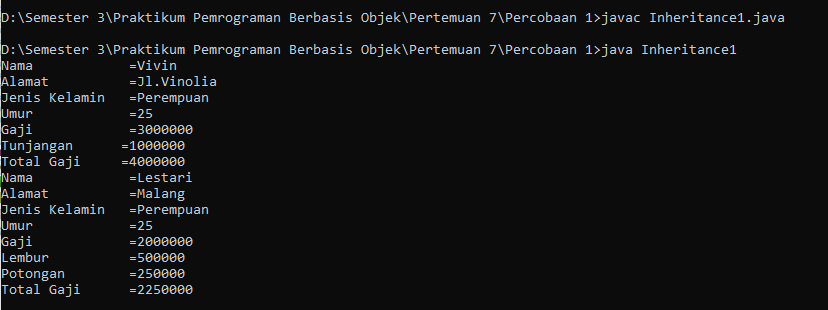 D:\Semester 3\Praktikum Pemrograman Berbasis Objek\Pertemuan 7\Percobaan 1>javac Inheritance1.java
D:\Semester 3\Praktikum Pemrograman Berbasis Objek\Pertemuan 7\Percobaan 1>java Inheritance1
Nama            =Vivin
Alamat          =Jl.Vinolia
Jenis Kelamin   =Perempuan
Umur            =25
Gaji            =3000000
Tunjangan      =1000000
Total Gaji     =4000000
Nama            =Lestari
Alamat          =Malang
Jenis Kelamin   =Perempuan
Umur            =25
Gaji            =2000000
Lembur          =500000
Potongan        =250000
Total Gaji      =2250000